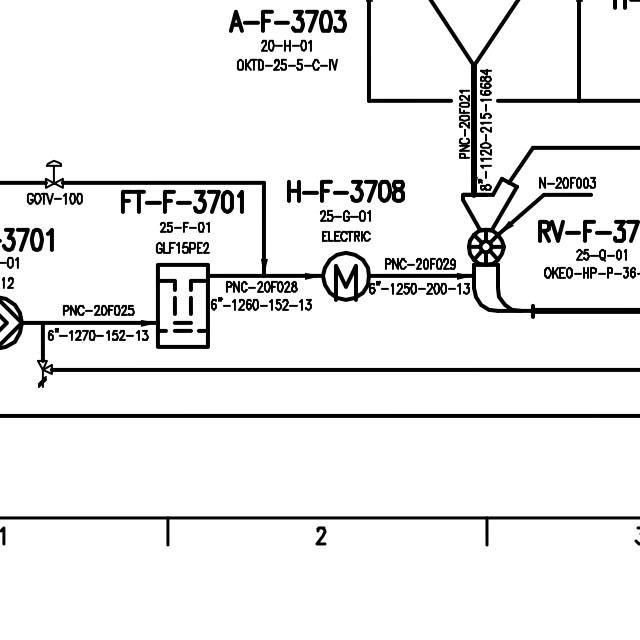 A-F-3703
20-H-01
OKTD-25-5-C-IV
PNC-20F021
8"-1120-215-16684
GOTV-100
FT-F-3701
25-F-01
GLF15PE2
H-F-3708
25-G-01
ELECTRIC
N-20F003
RV-F-37
25-Q-01
OKEO-HP-P-36-
-3701
-01
12
PNC-20F025
6"-1270-152-13
PNC-20F028
6"-1260-152-13
M
PNC-20F029
6"-1250-200-13
1
2
3